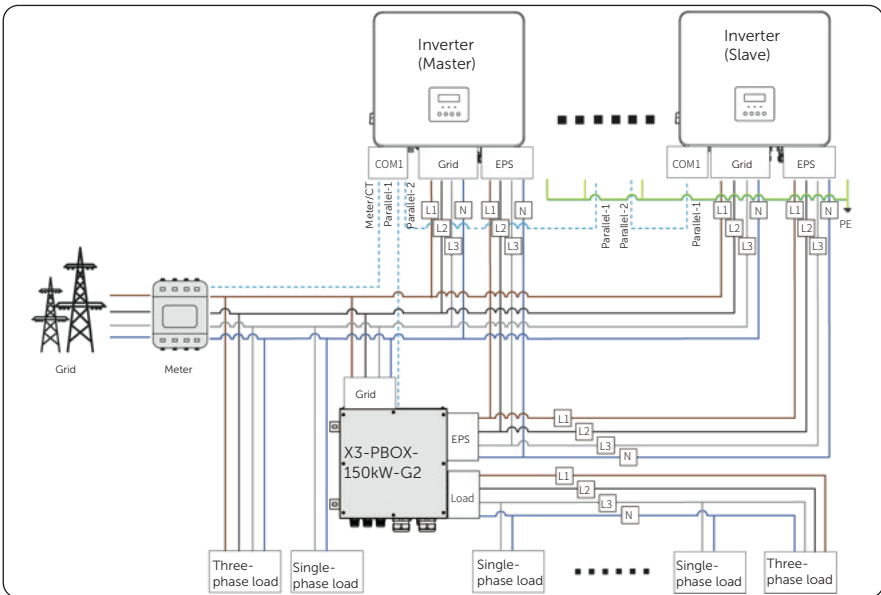 Inverter
(Master)
Inverter
(Slave)
COM1
Grid
EPS
COM1
Grid
EPS
Meter/CT
Parallel-1
Parallel-2
L1
L2
L3
N
L1
L2
L3
N
Parallel-1
Parallel-2
Parallel-1
L1
L2
L3
N
L1
L2
L3
N
PE
Grid
Meter
Grid
X3-PBOX-
150kW-G2
EPS
L1
L2
L3
N
Load
L1
L2
L3
N
Three-
phase load
Single-
phase load
Single-
phase load
Single-
phase load
Three-
phase load